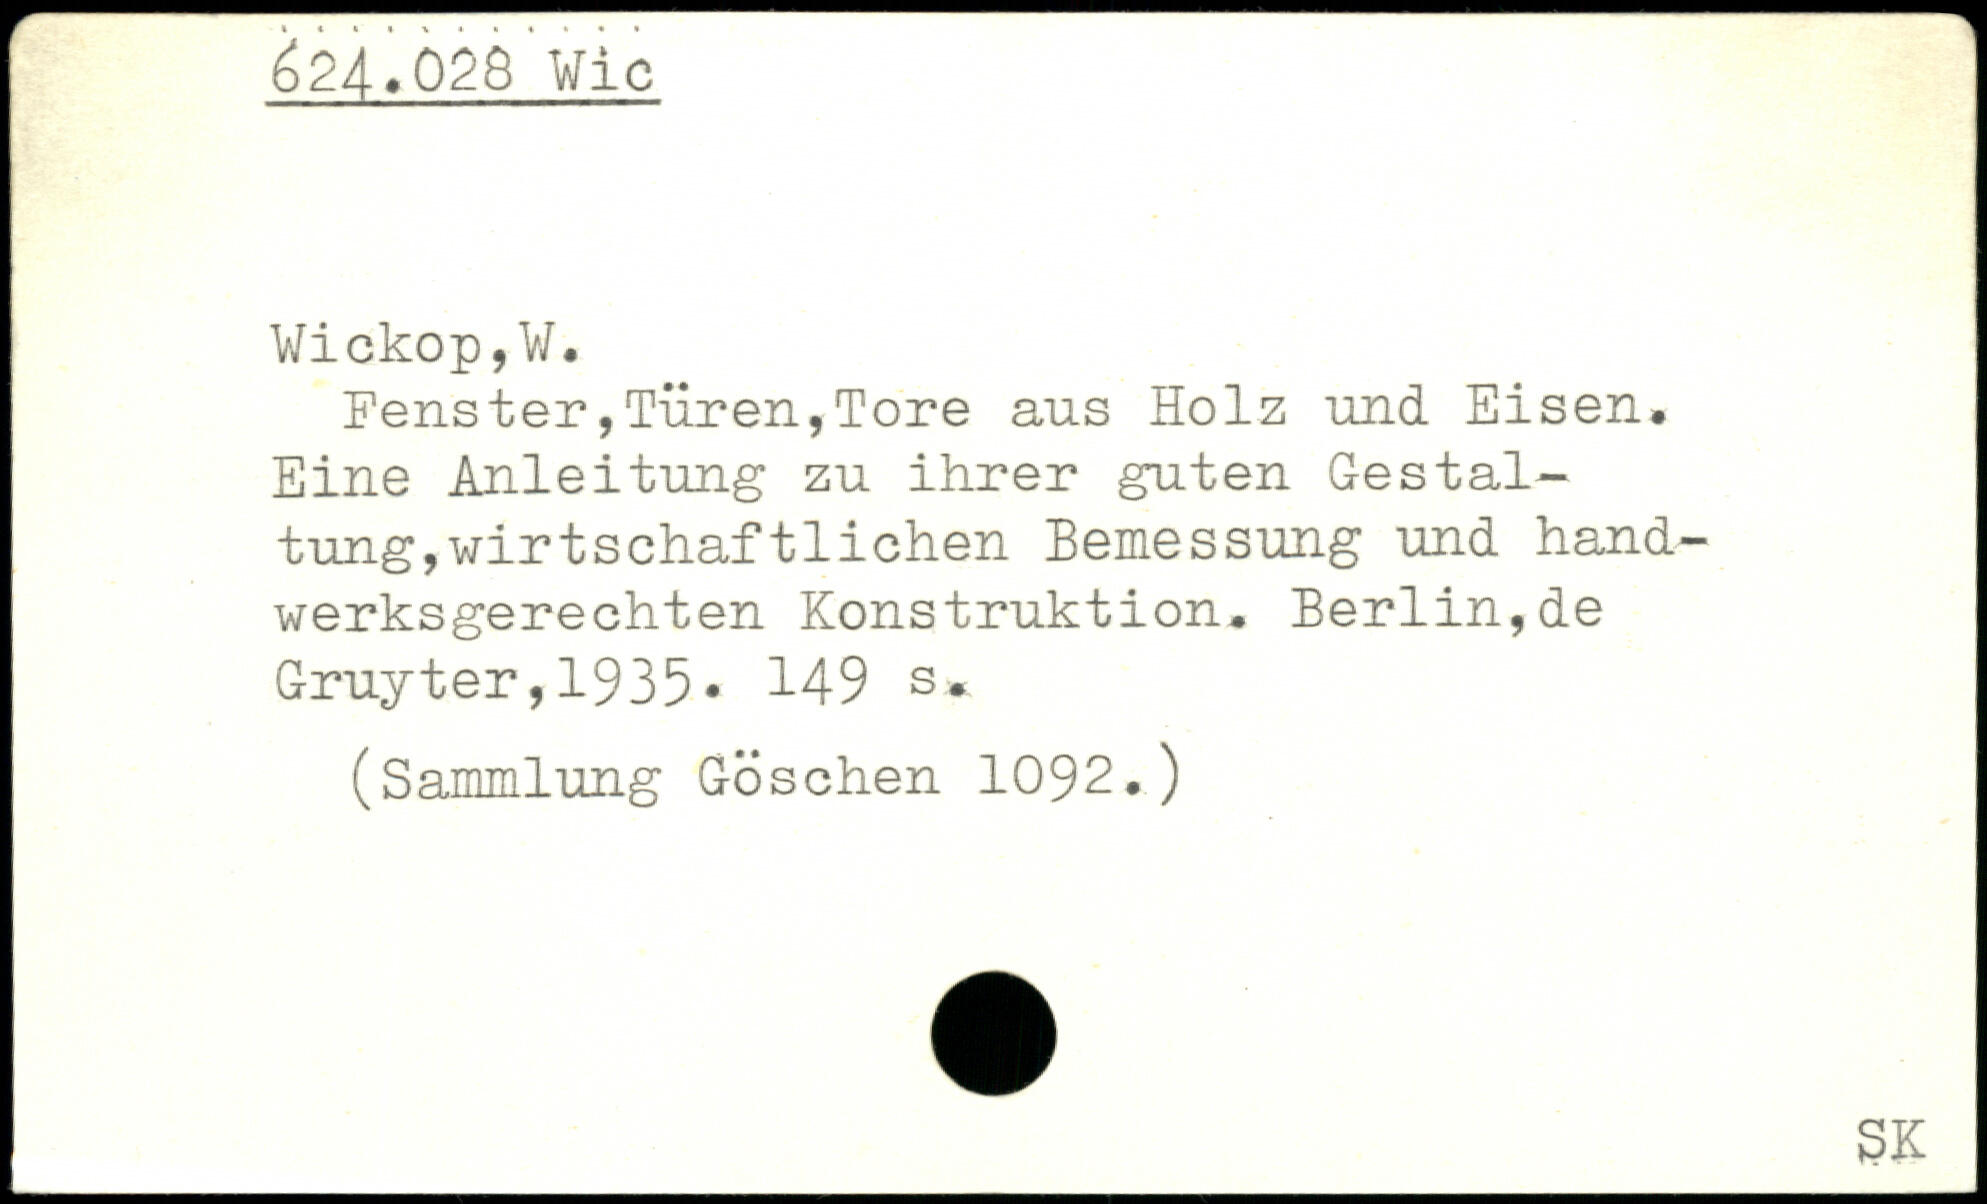 624.028 Wic
Wickop,W.
Fenster,Türen,Tore aus Holz und Eisen.
Eine Anleitung zu ihrer guten Gestal-
tung,wirtschaftlichen Bemessung und hand-
werksgerechten Konstruktion. Berlin,de
Gruyter,1935. 149 s.
(Sammlung Göschen 1092.)
SK